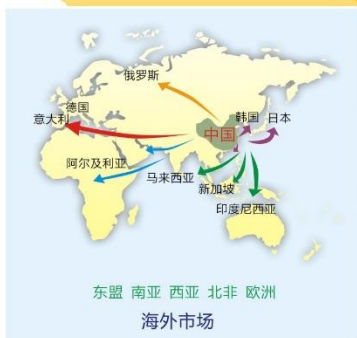 俄罗斯
德国
韩国 日本
意大利
中国
阿尔及利亚
马来西亚
新加坡
印度尼西亚
东盟 南亚 西亚 北非 欧洲
海外市场